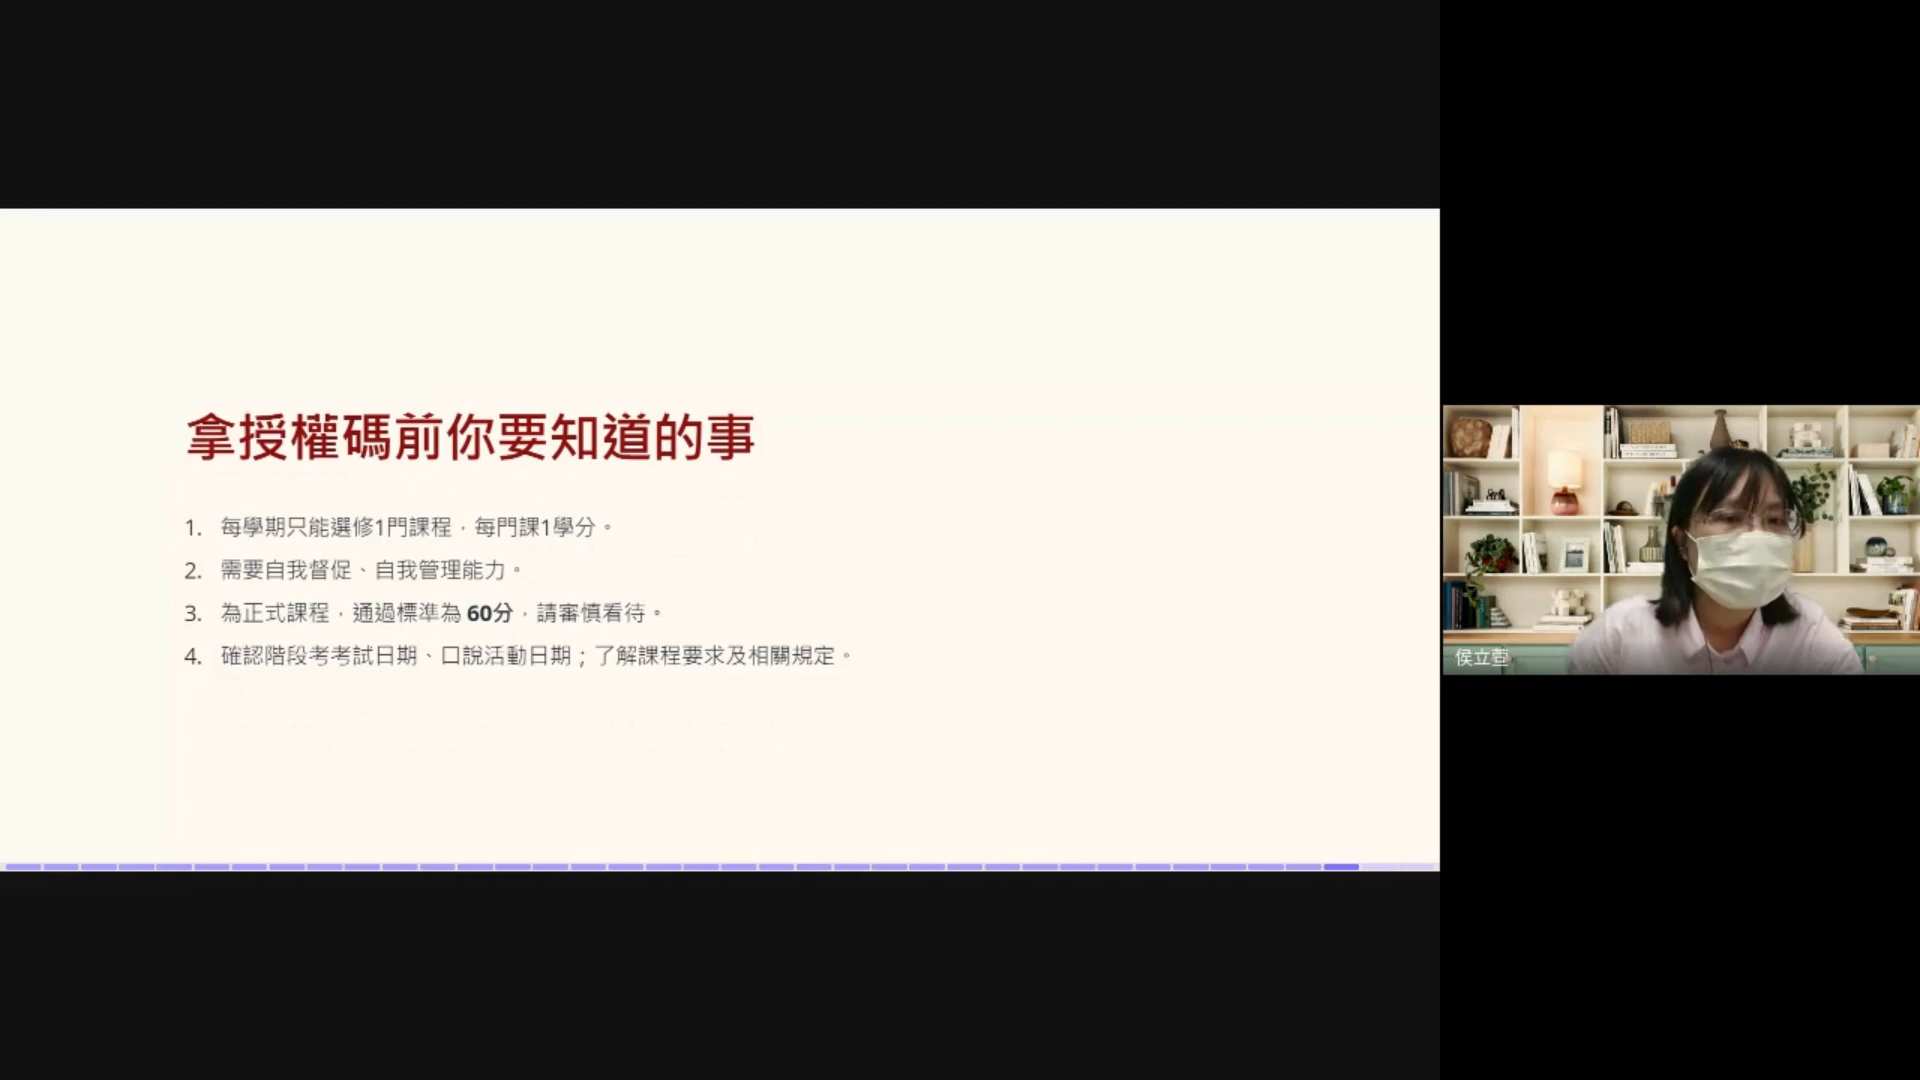 拿授權碼前你要知道的事
1. 每學期只能選修1門課程，每門課1學分。
2. 需要自我督促、自我管理能力。
3. 為正式課程，通過標準為 60分，請審慎看待。
4. 確認階段考考試日期、口說活動日期；了解課程要求及相關規定。
侯立萱